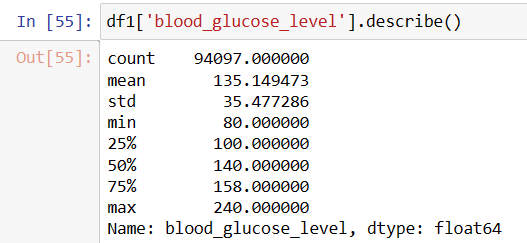 In [55]: df1['blood_glucose_level'].describe()
Out[55]:
count    94097.000000
mean       135.149473
std         35.477286
min         80.000000
25%        100.000000
50%        140.000000
75%        158.000000
max        240.000000
Name: blood_glucose_level, dtype: float64